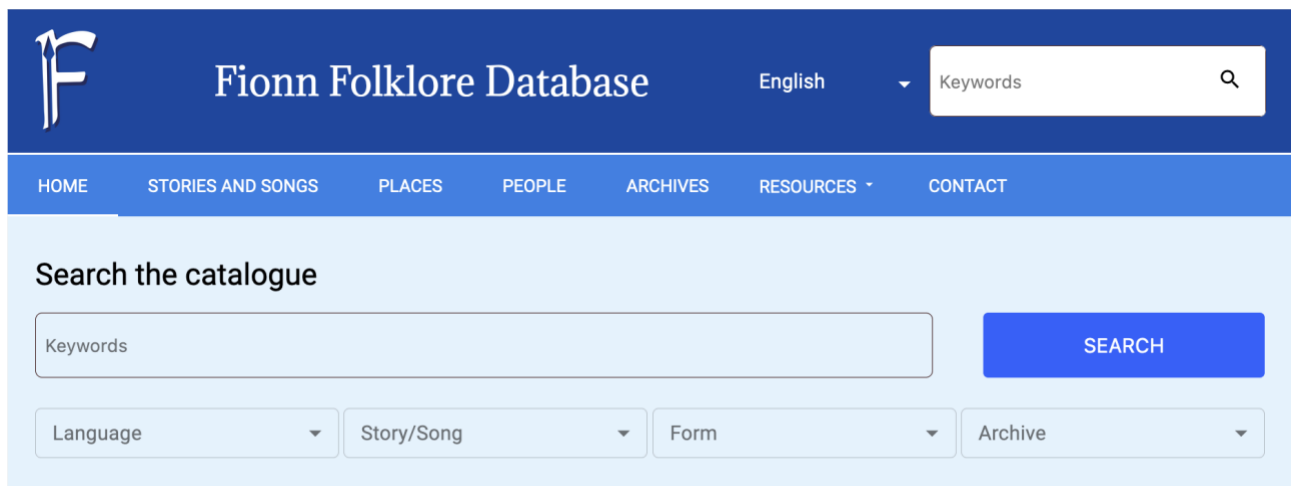 F
Fionn Folklore Database
English
Keywords
HOME STORIES AND SONGS PLACES PEOPLE ARCHIVES RESOURCES CONTACT
Search the catalogue
Keywords
SEARCH
Language Story/Song Form Archive